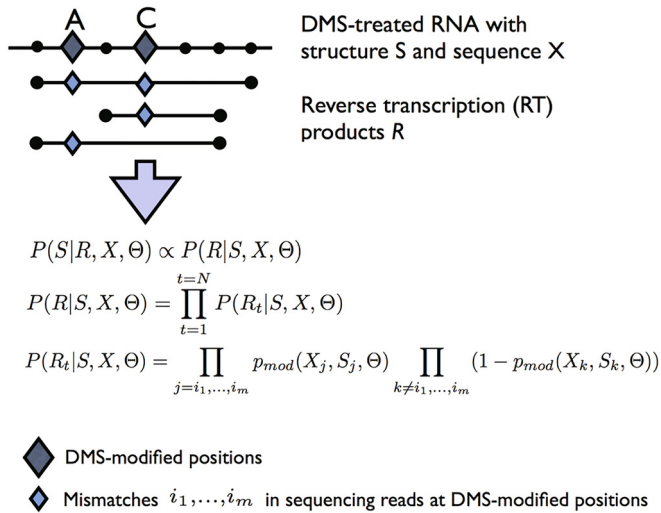 A C
DMS-treated RNA with
structure S and sequence X
Reverse transcription (RT)
products R
P(S|R, X, Θ) ∝ P(R|S, X, Θ)
P(R|S, X, Θ) = ∏_{t=1}^{t=N} P(R_t|S, X, Θ)
P(R_t|S, X, Θ) = ∏_{j=i_1,...,i_m} p_{mod}(X_j, S_j, Θ) ∏_{k≠i_1,...,i_m} (1 − p_{mod}(X_k, S_k, Θ))
DMS-modified positions
Mismatches i_1,...,i_m in sequencing reads at DMS-modified positions